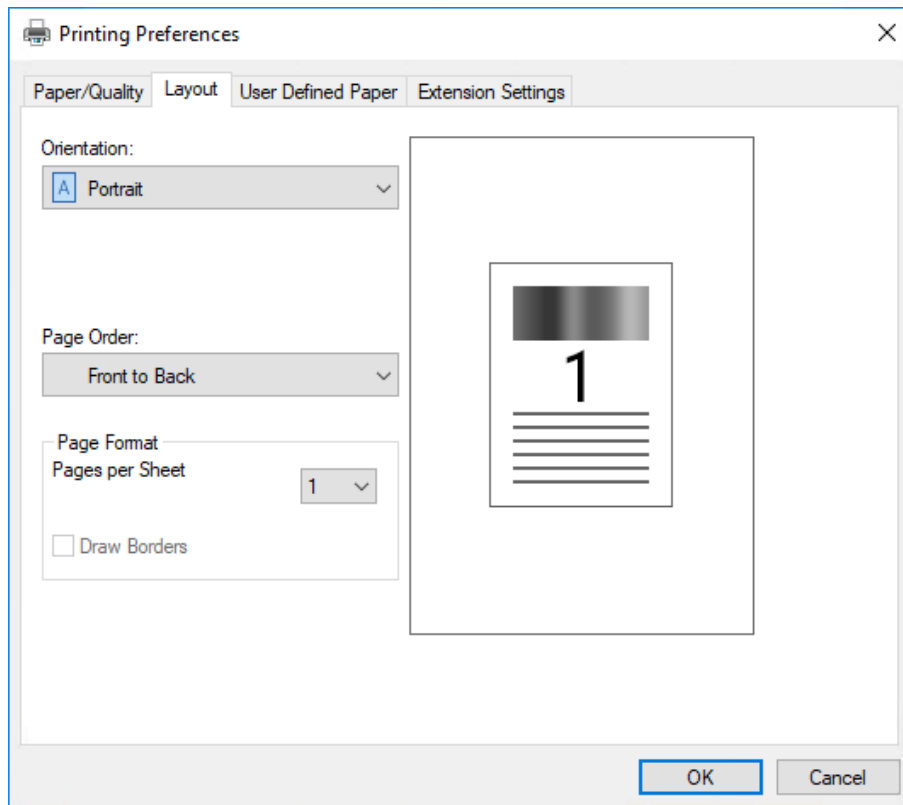 Printing Preferences
Paper/Quality Layout User Defined Paper Extension Settings
Orientation:
A Portrait
Page Order:
Front to Back
Page Format
Pages per Sheet
1
Draw Borders
1
OK Cancel